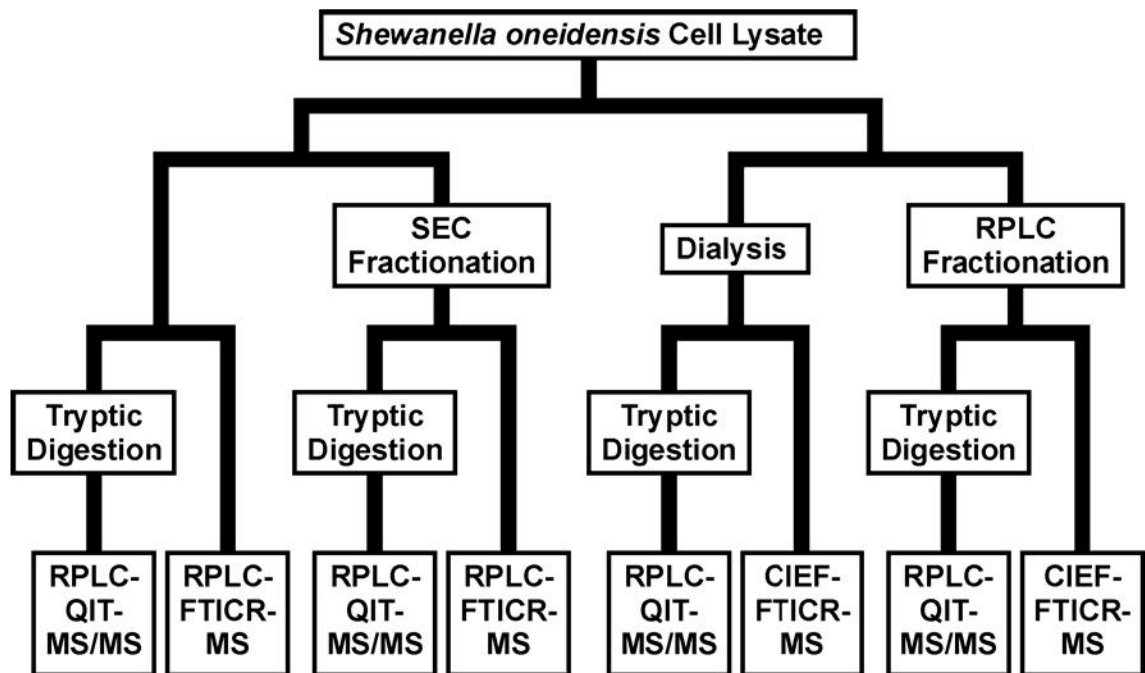 Shewanella oneidensis Cell Lysate
SEC
Fractionation
Dialysis
RPLC
Fractionation
Tryptic
Digestion
Tryptic
Digestion
Tryptic
Digestion
Tryptic
Digestion
RPLC-
QIT-
MS/MS
RPLC-
FTICR-
MS
RPLC-
QIT-
MS/MS
RPLC-
FTICR-
MS
RPLC-
QIT-
MS/MS
CIEF-
FTICR-
MS
RPLC-
QIT-
MS/MS
CIEF-
FTICR-
MS